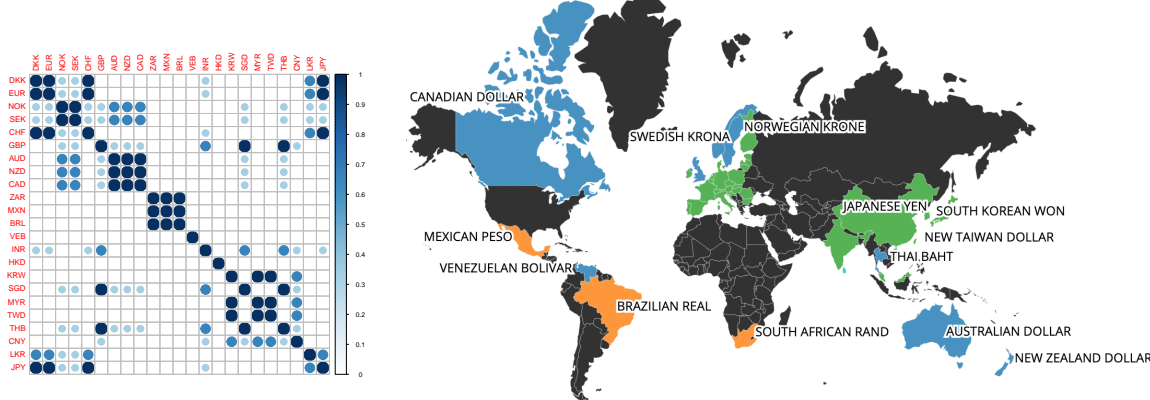 DKK EUR NOK SEK CHF GBP AUD NZD CAD ZAR MKN BRL VEB INR HKD KRW SGD MYR TWD THB CNY LKR JPY
DKK
EUR
NOK
SEK
CHF
GBP
AUD
NZD
CAD
ZAR
MXN
BRL
VEB
INR
HKD
KRW
SGD
MYR
TWD
THB
CNY
LKR
JPY
1
0.9
0.8
0.7
0.6
0.5
0.4
0.3
0.2
0.1
0
CANADIAN DOLLAR
SWEDISH KRONA
NORWEGIAN KRONE
JAPANESE YEN
SOUTH KOREAN WON
MEXICAN PESO
NEW TAIWAN DOLLAR
THAI BAHT
VENEZUELAN BOLIVAR
BRAZILIAN REAL
SOUTH AFRICAN RAND
AUSTRALIAN DOLLAR
NEW ZEALAND DOLLAR